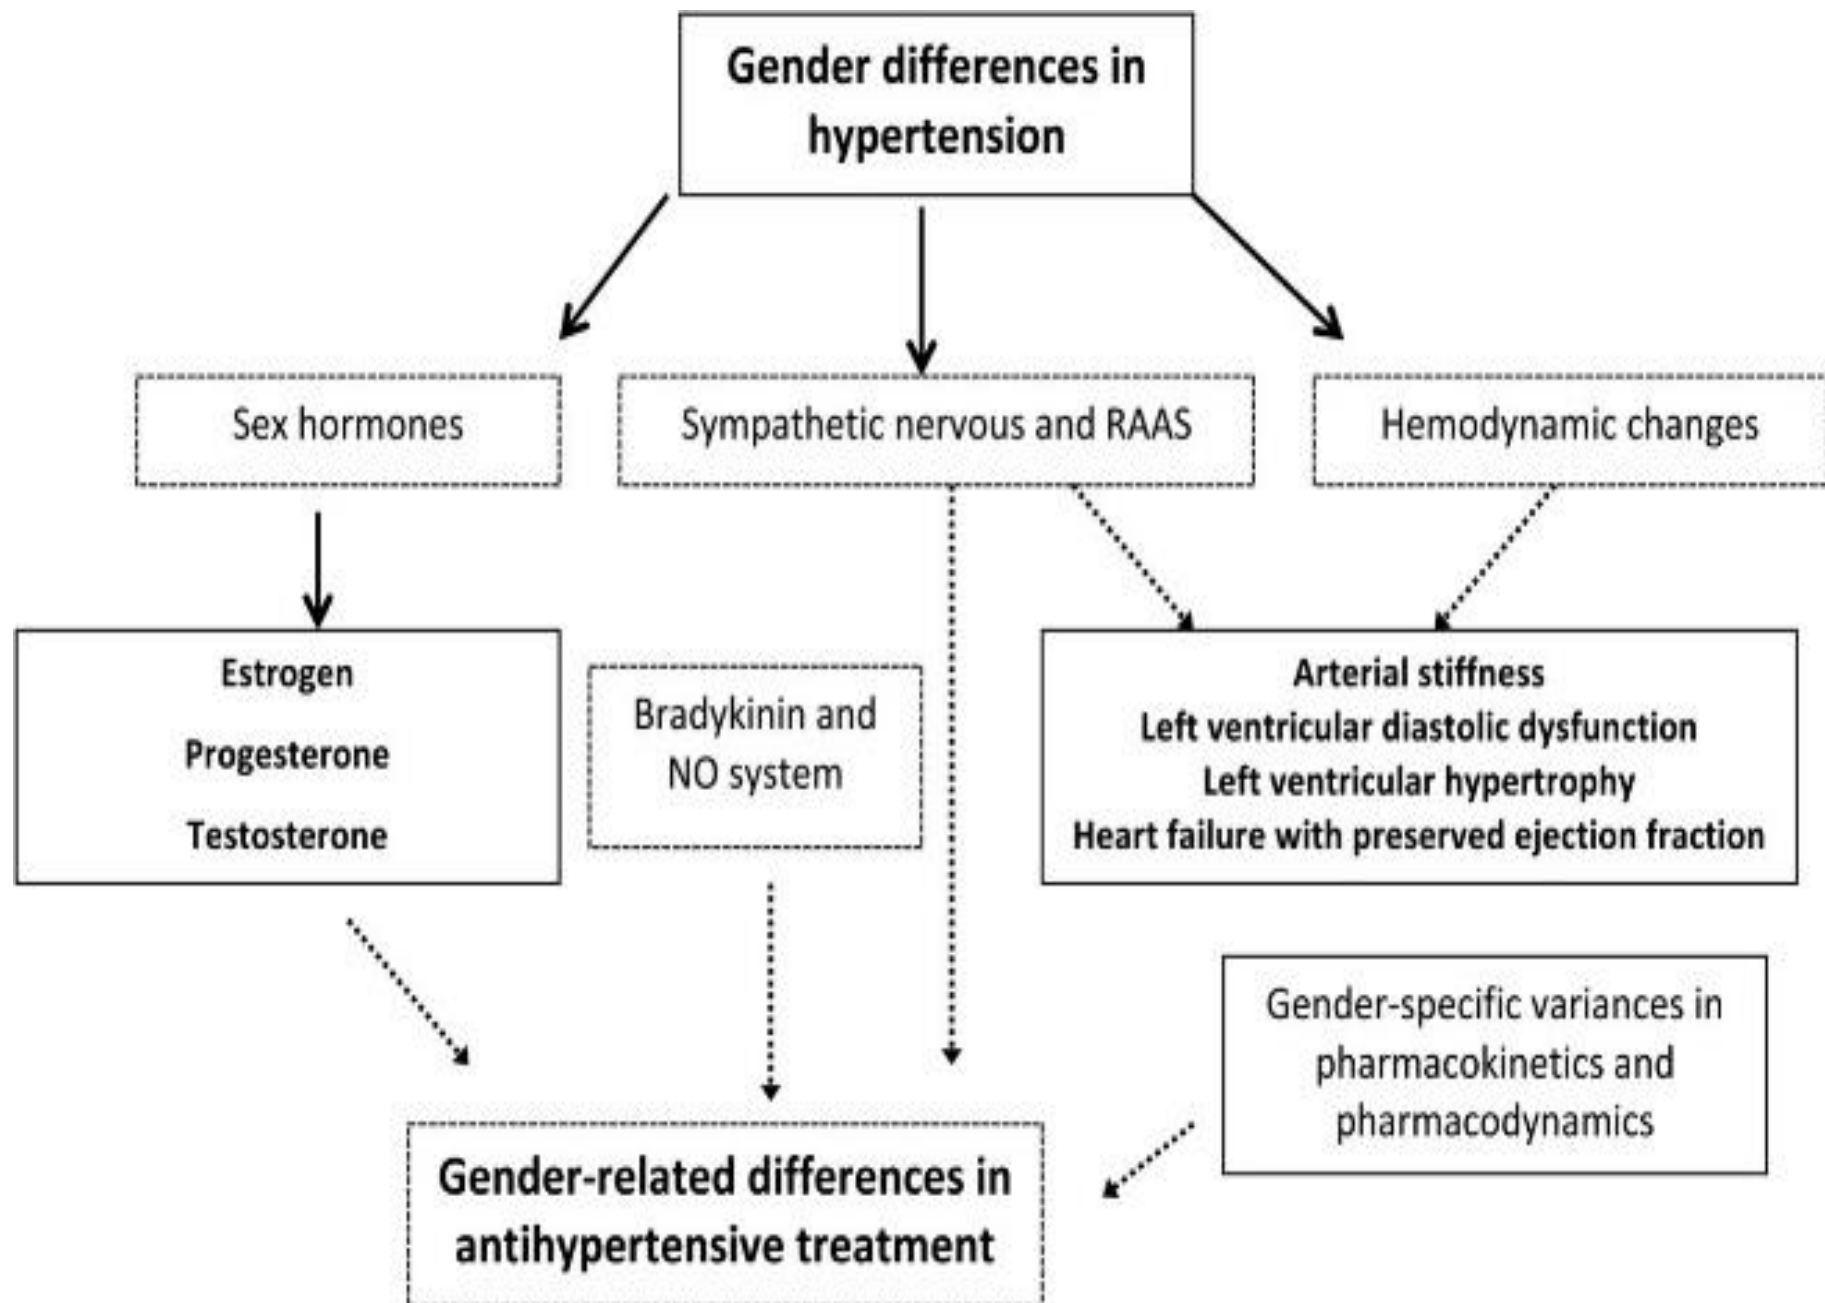 Gender differences in
hypertension
Sex hormones
Sympathetic nervous and RAAS
Hemodynamic changes
Estrogen
Progesterone
Testosterone
Bradykinin and
NO system
Arterial stiffness
Left ventricular diastolic dysfunction
Left ventricular hypertrophy
Heart failure with preserved ejection fraction
Gender-specific variances in
pharmacokinetics and
pharmacodynamics
Gender-related differences in
antihypertensive treatment